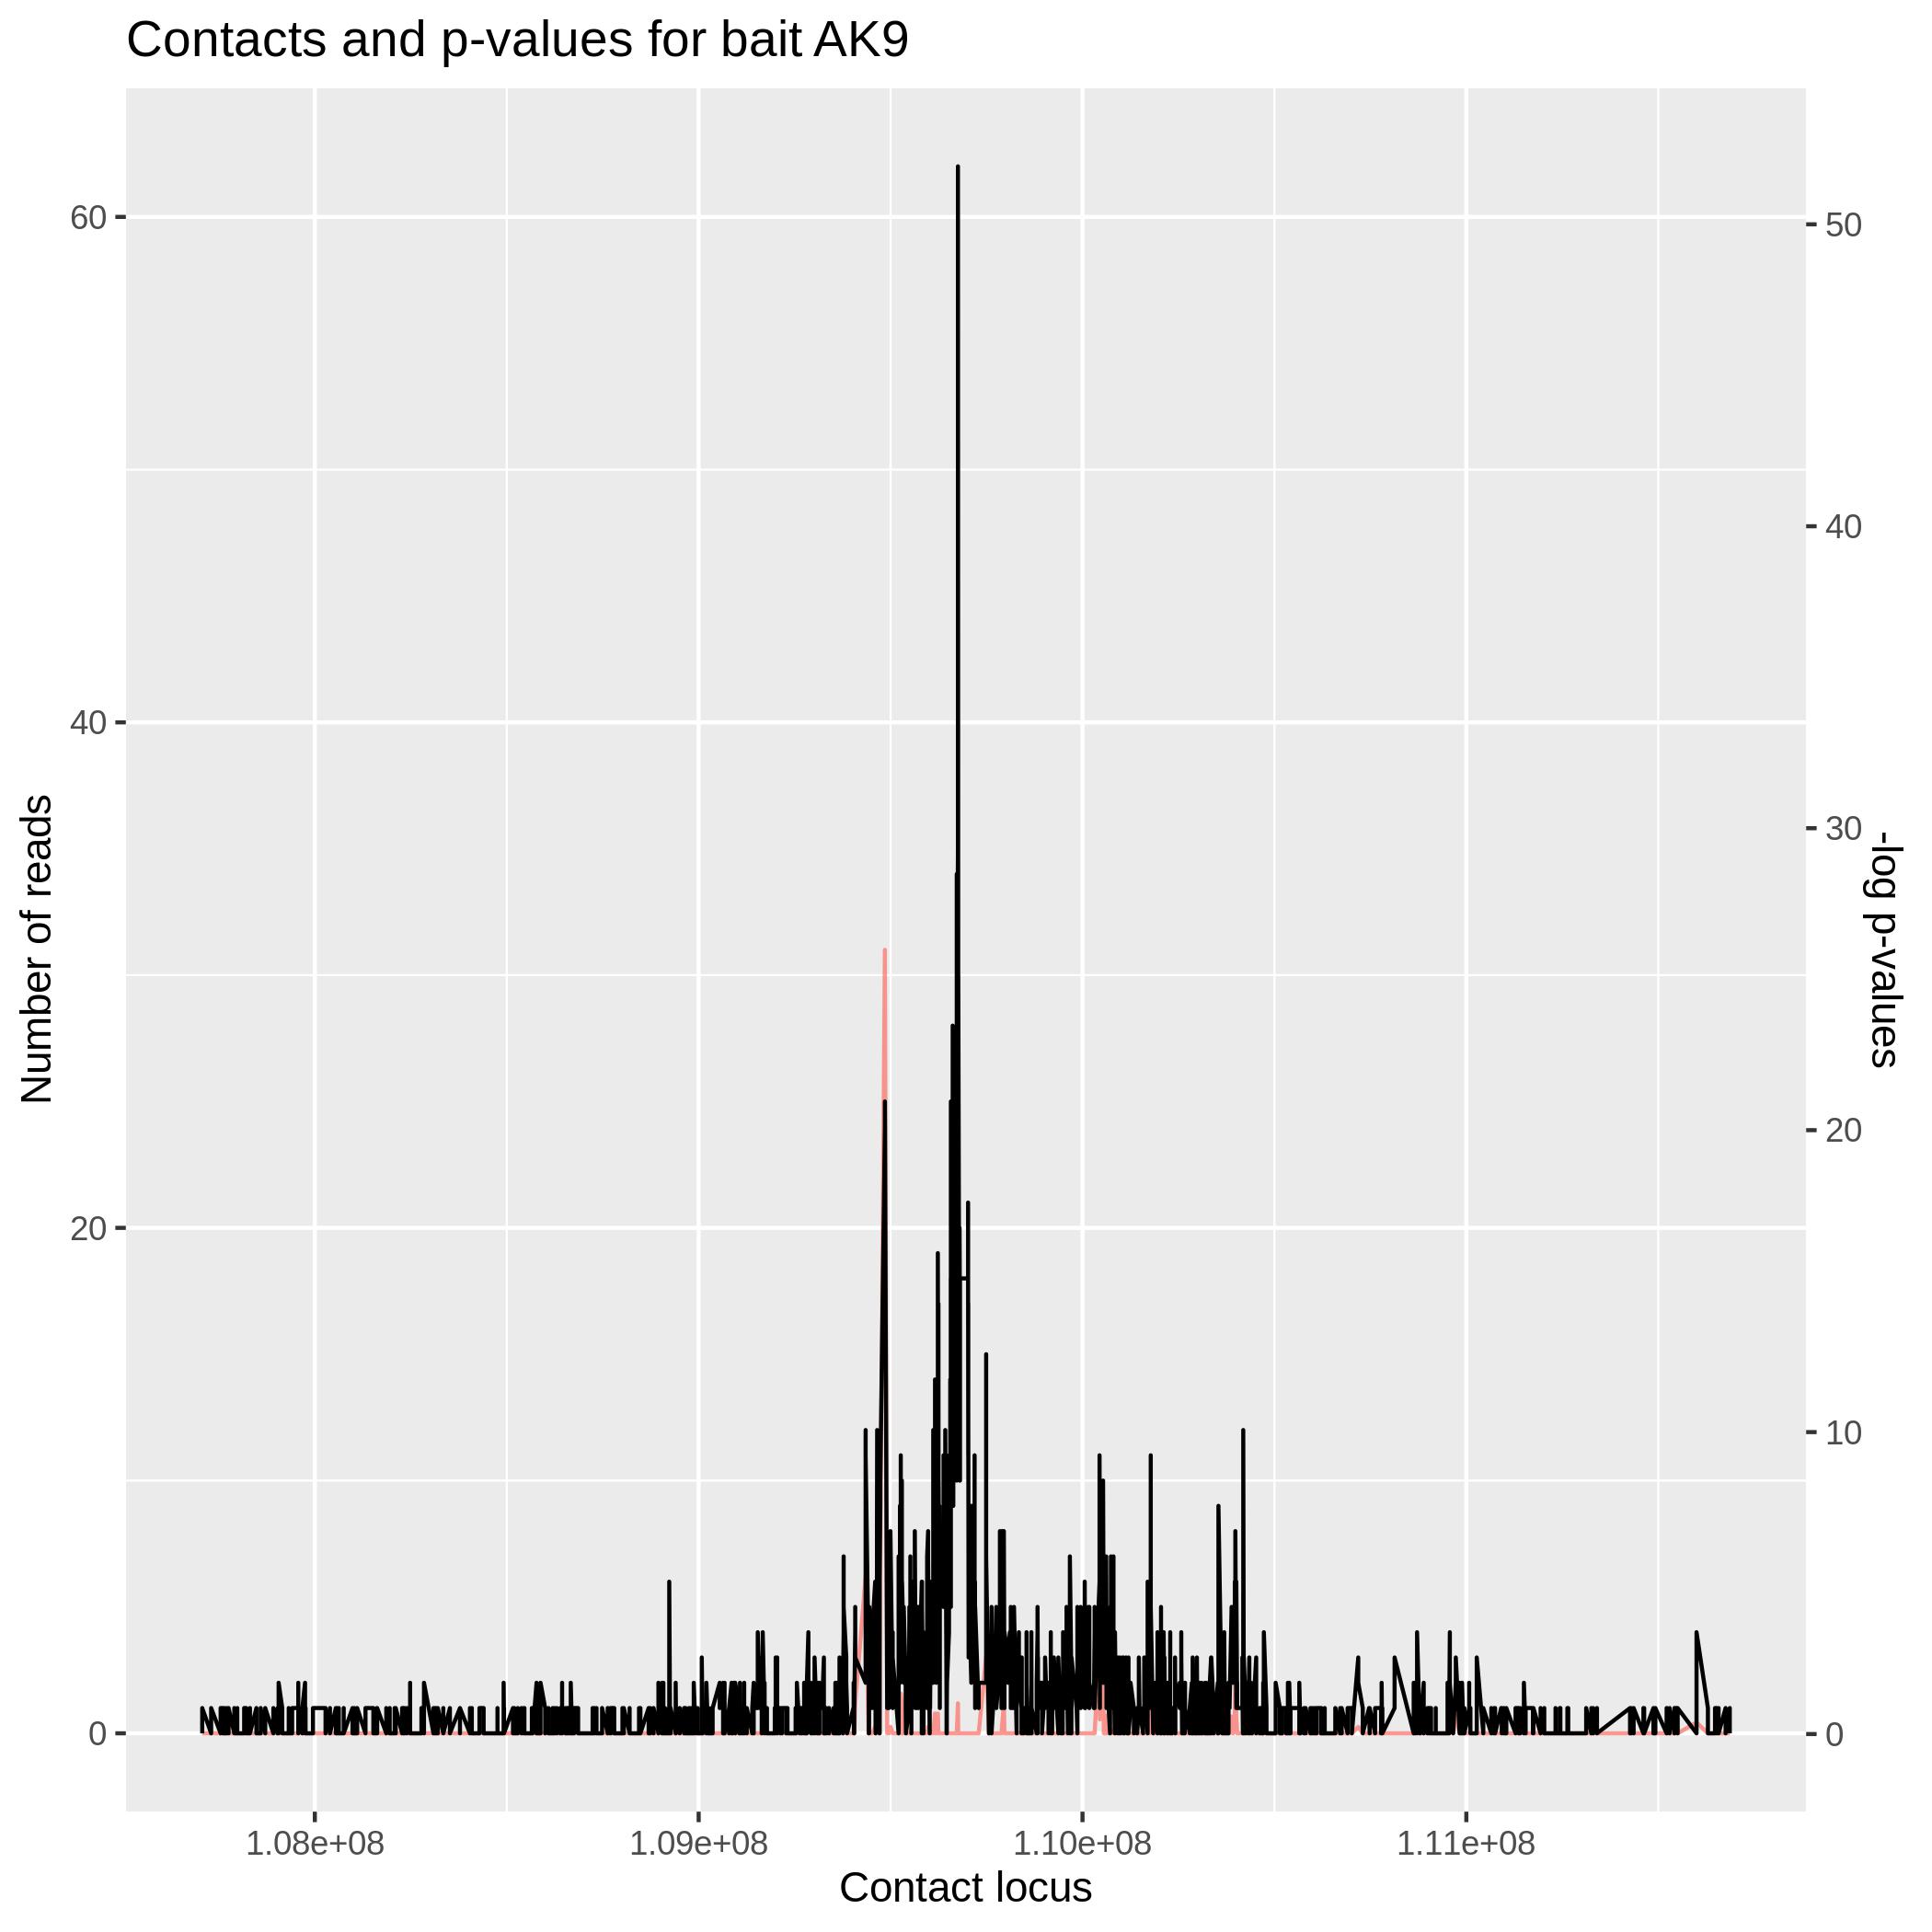 Contacts and p-values for bait AK9
60
40
20
0
Number of reads
50
40
30
20
10
0
-log p-values
1.08e+08
1.09e+08
1.10e+08
1.11e+08
Contact locus